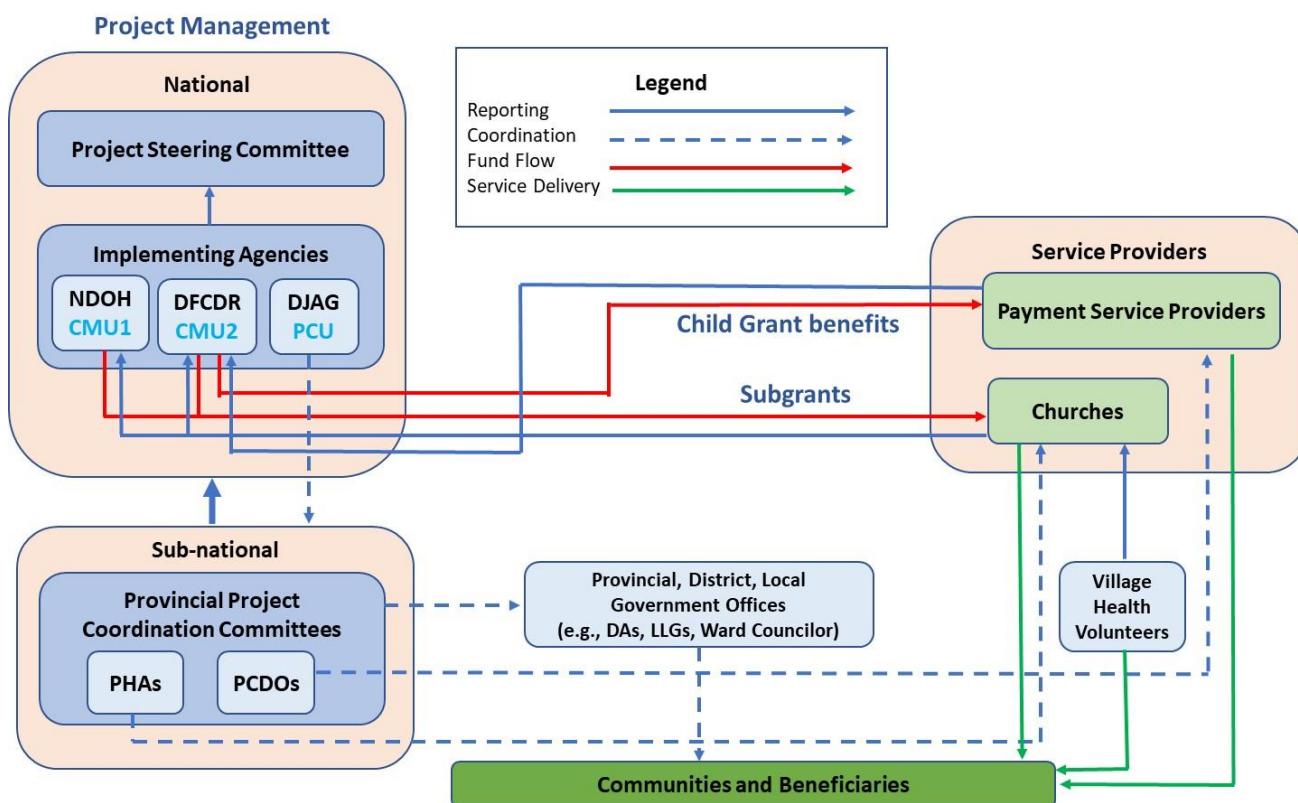 Project Management
National
Project Steering Committee
Implementing Agencies
NDOH
CMU1
DFCDR
CMU2
DJAG
PCU
Legend
Reporting
Coordination
Fund Flow
Service Delivery
Service Providers
Payment Service Providers
Child Grant benefits
Subgrants
Churches
Sub-national
Provincial Project
Coordination Committees
PHAs
PCDOs
Provincial, District, Local
Government Offices
(e.g., DAs, LLGs, Ward Councilor)
Village
Health
Volunteers
Communities and Beneficiaries